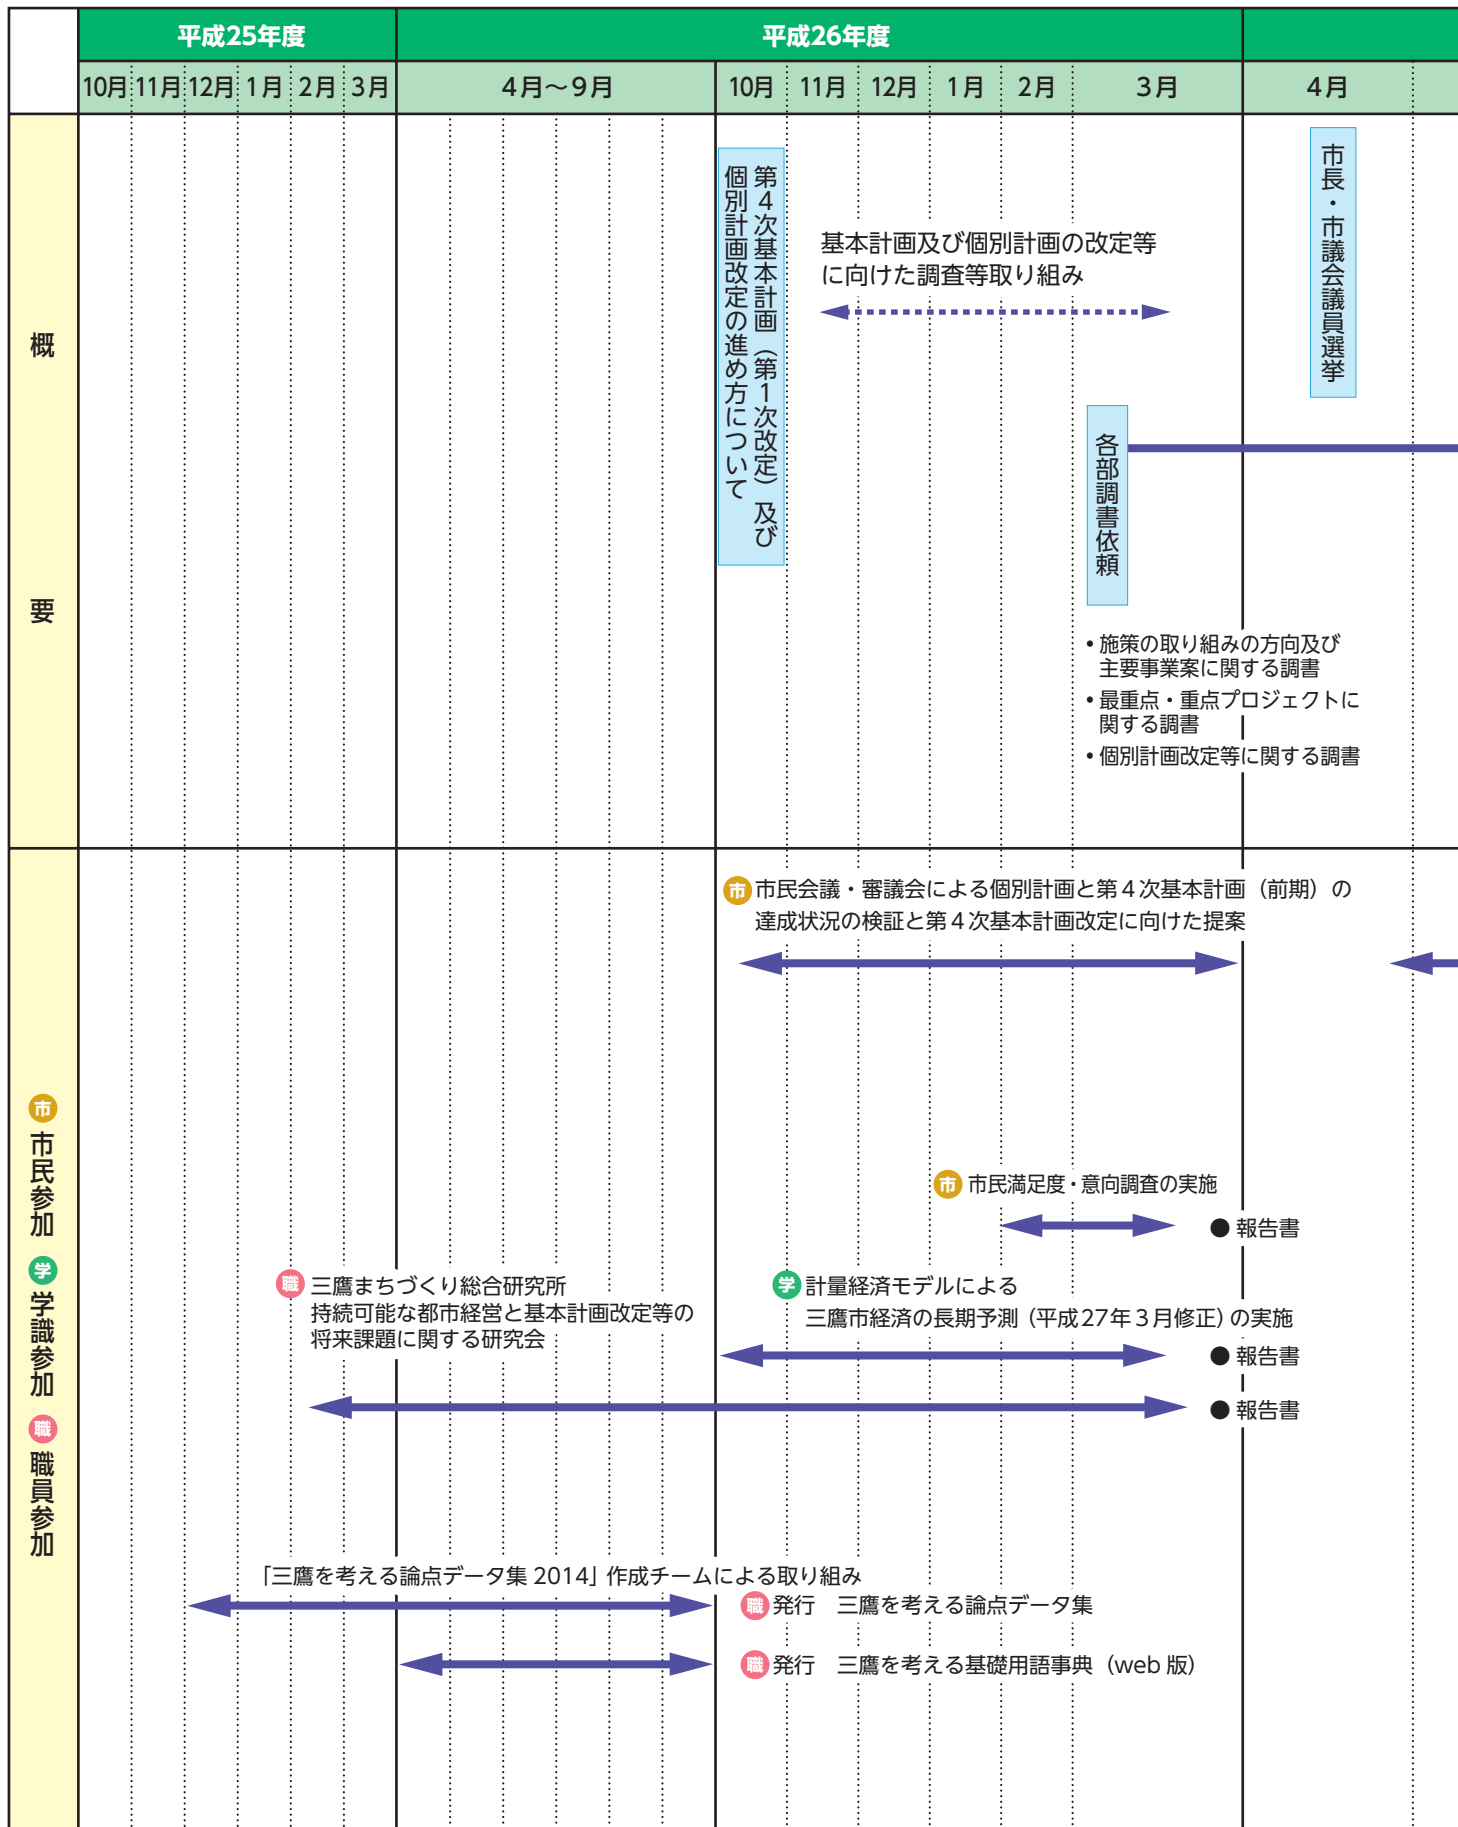 平成25年度
平成26年度
10月
11月
12月
1月
2月
3月
4月～9月
10月
11月
12月
1月
2月
3月
4月
概要
第4次基本計画（第1次改定）及び
個別計画改定の進め方について
基本計画及び個別計画の改定等
に向けた調査等取り組み
市長・市議会議員選挙
各部調書依頼
• 施策の取り組みの方向及び
主要事業案に関する調書
• 最重点・重点プロジェクトに
関する調書
• 個別計画改定等に関する調書
市 市民参加 学 学識参加 職 職員参加
市 市民会議・審議会による個別計画と第4次基本計画（前期）の
達成状況の検証と第4次基本計画改定に向けた提案
市 市民満足度・意向調査の実施
● 報告書
職 三鷹まちづくり総合研究所
持続可能な都市経営と基本計画改定等の
将来課題に関する研究会
学 計量経済モデルによる
三鷹市経済の長期予測（平成27年3月修正）の実施
● 報告書
● 報告書
「三鷹を考える論点データ集 2014」作成チームによる取り組み
職 発行　三鷹を考える論点データ集
職 発行　三鷹を考える基礎用語事典（web 版）